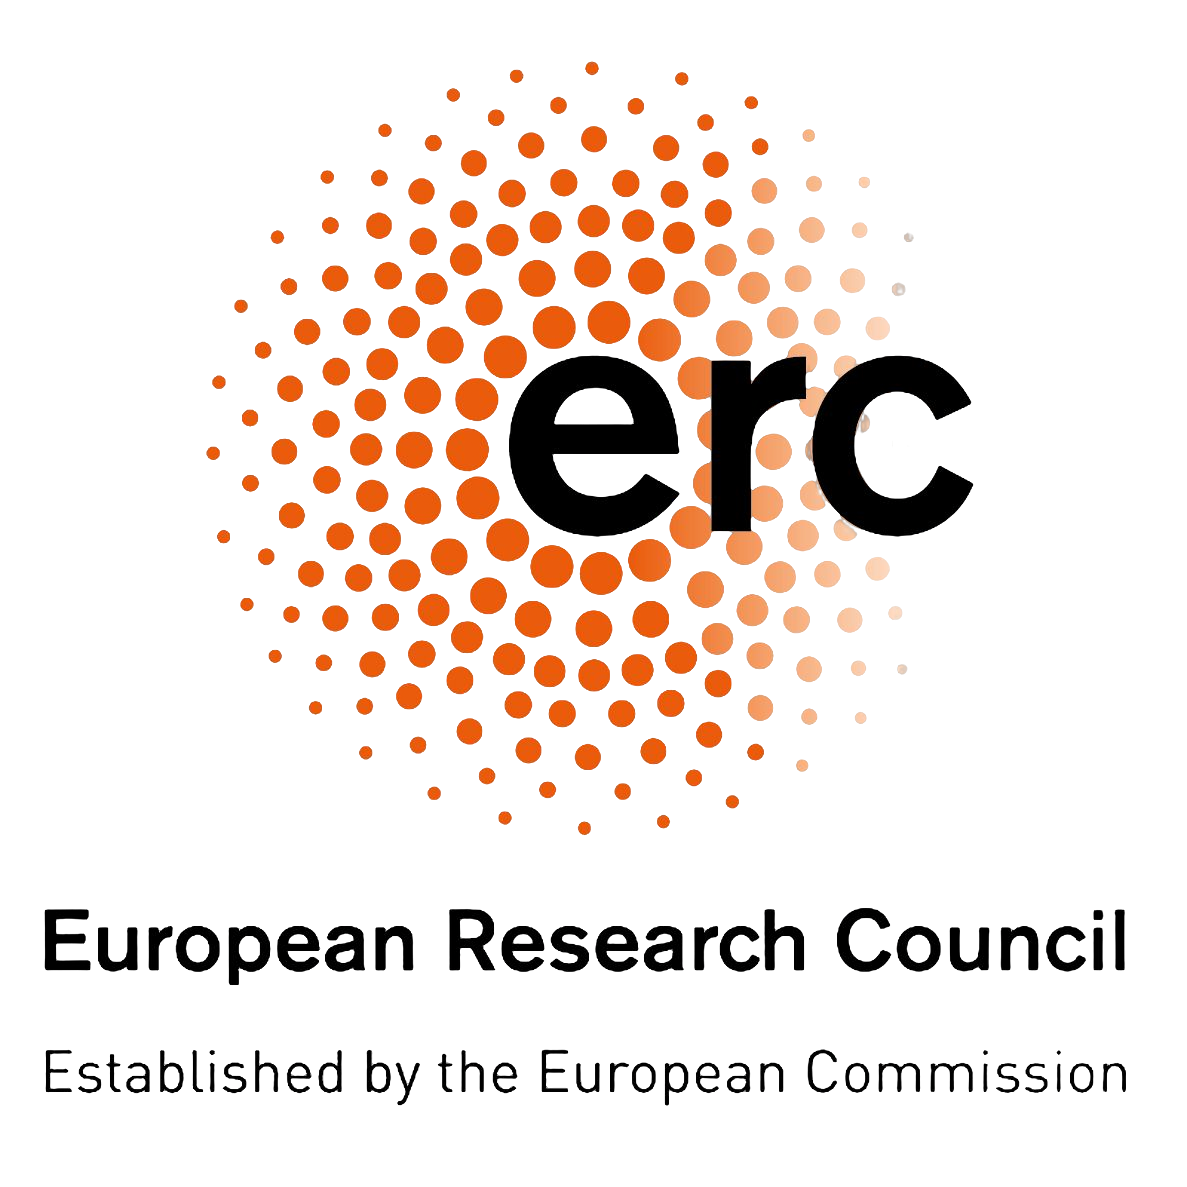 erc
European Research Council
Established by the European Commission